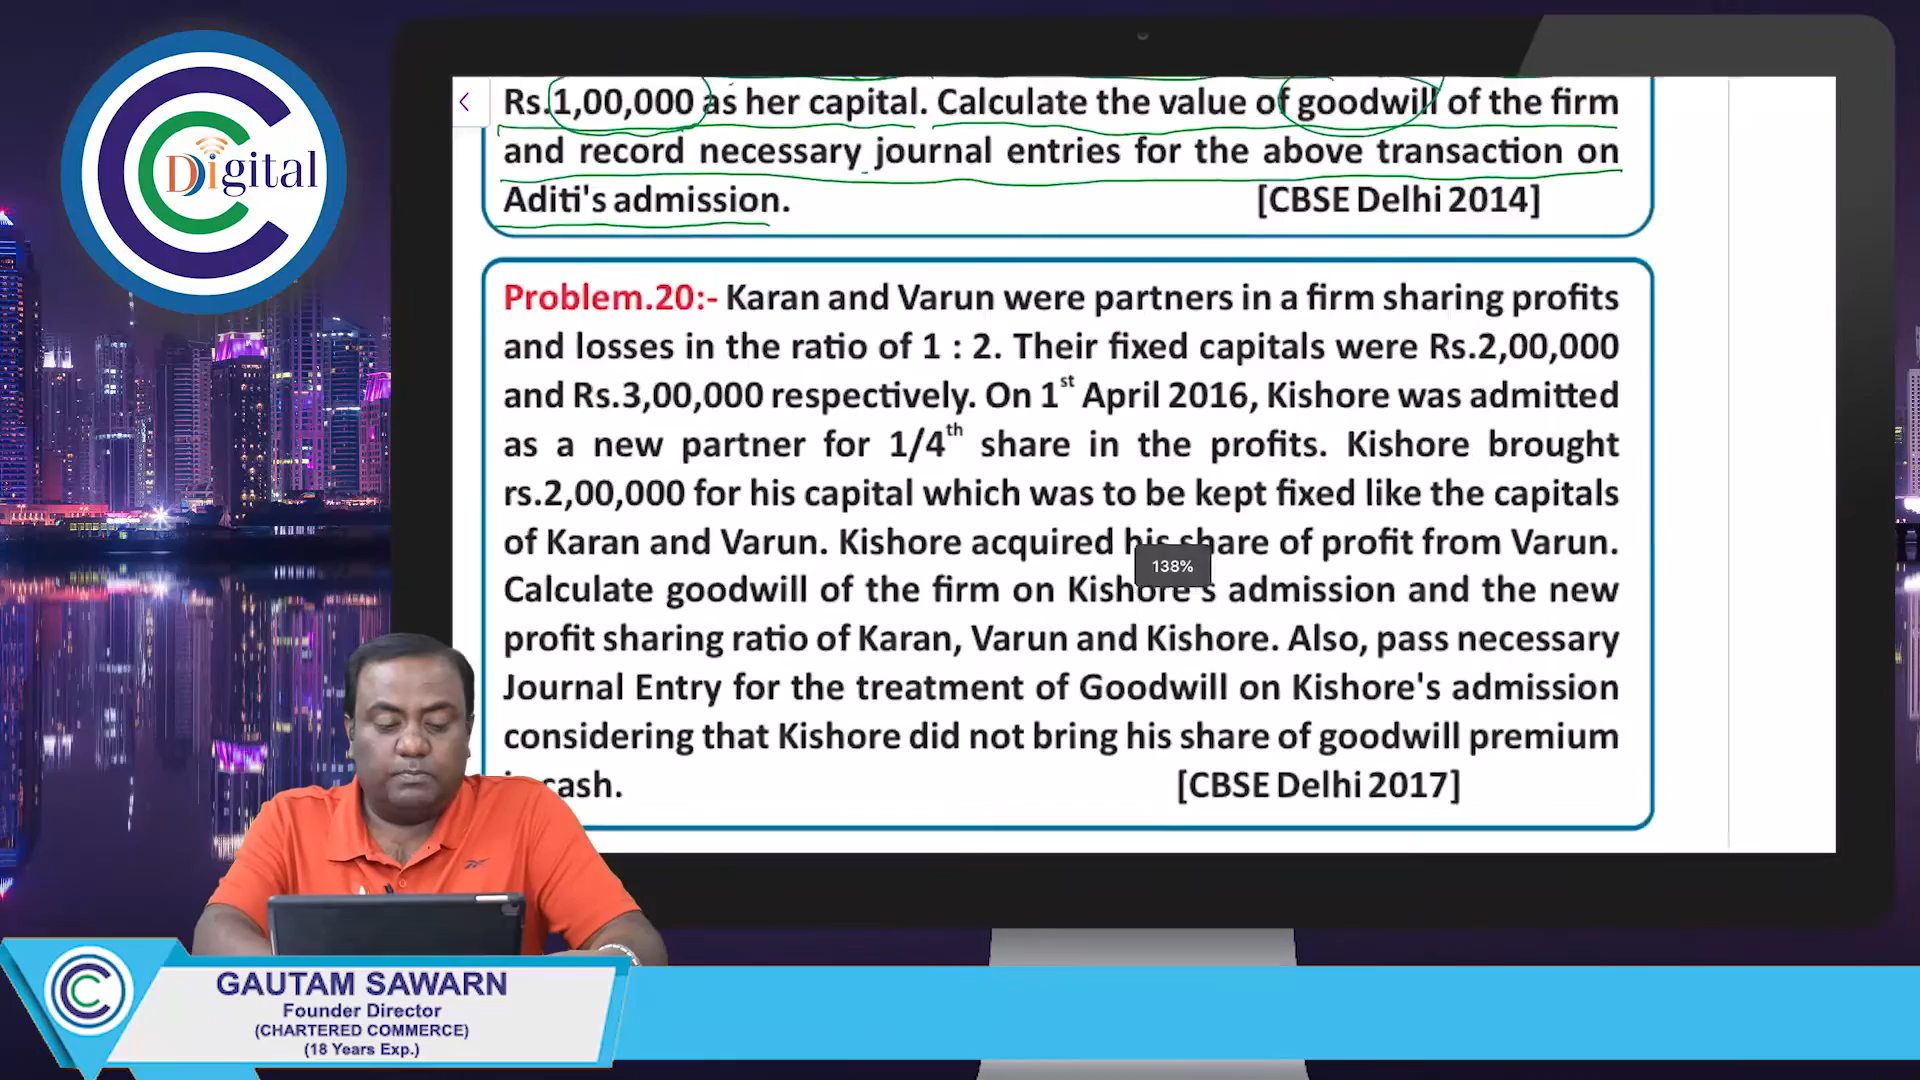 Digital
Rs.1,00,000 as her capital. Calculate the value of goodwill of the firm
and record necessary journal entries for the above transaction on
Aditi's admission. [CBSE Delhi 2014]
Problem.20:- Karan and Varun were partners in a firm sharing profits
and losses in the ratio of 1 : 2. Their fixed capitals were Rs.2,00,000
and Rs.3,00,000 respectively. On 1st April 2016, Kishore was admitted
as a new partner for 1/4th share in the profits. Kishore brought
rs.2,00,000 for his capital which was to be kept fixed like the capitals
of Karan and Varun. Kishore acquired his share of profit from Varun.
138%
Calculate goodwill of the firm on Kishore's admission and the new
profit sharing ratio of Karan, Varun and Kishore. Also, pass necessary
Journal Entry for the treatment of Goodwill on Kishore's admission
considering that Kishore did not bring his share of goodwill premium
cash. [CBSE Delhi 2017]
GAUTAM SAWARN
Founder Director
(CHARTERED COMMERCE)
(18 Years Exp.)